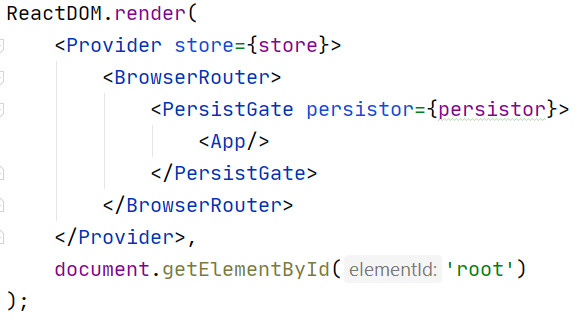 ReactDOM.render(
    <Provider store={store}>
        <BrowserRouter>
            <PersistGate persistor={persistor}>
                <App/>
            </PersistGate>
        </BrowserRouter>
    </Provider>,
    document.getElementById( elementId: 'root')
);